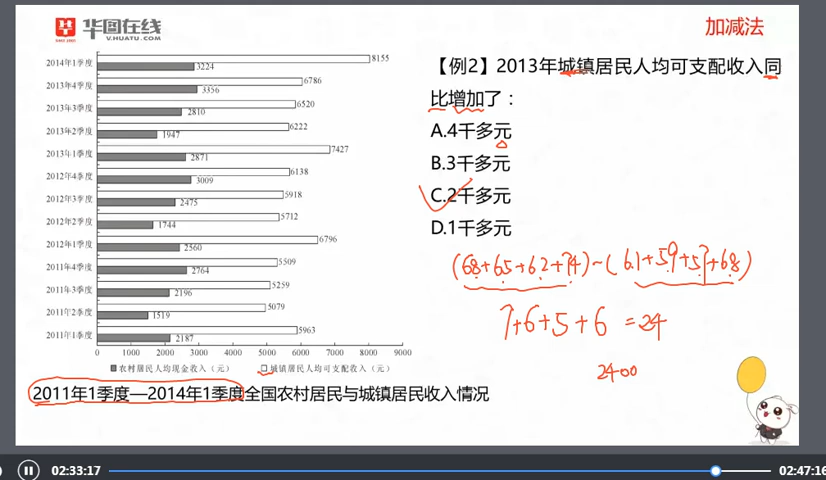 华图在线
V.HUATU.COM
加减法
2014年1季度 8155
3224
2013年4季度 6786
3356
2013年3季度 6520
2810
2013年2季度 6222
1947
2013年1季度 7427
2871
2012年4季度 6138
3009
2012年3季度 5918
2475
2012年2季度 5712
1744
2012年1季度 6796
2560
2011年4季度 5509
2764
2011年3季度 5259
2196
2011年2季度 5079
1519
2011年1季度 5963
2187
0 1000 2000 3000 4000 5000 6000 7000 8000 9000
农村居民人均现金收入（元） 城镇居民人均可支配收入（元）
2011年1季度—2014年1季度全国农村居民与城镇居民收入情况
【例2】2013年城镇居民人均可支配收入同
比增加了：
A.4千多元
B.3千多元
C.2千多元
D.1千多元
(68+65+62+74)-(61+59+57+68)
7+6+5+6=24
2400
02:33:17 02:47:16